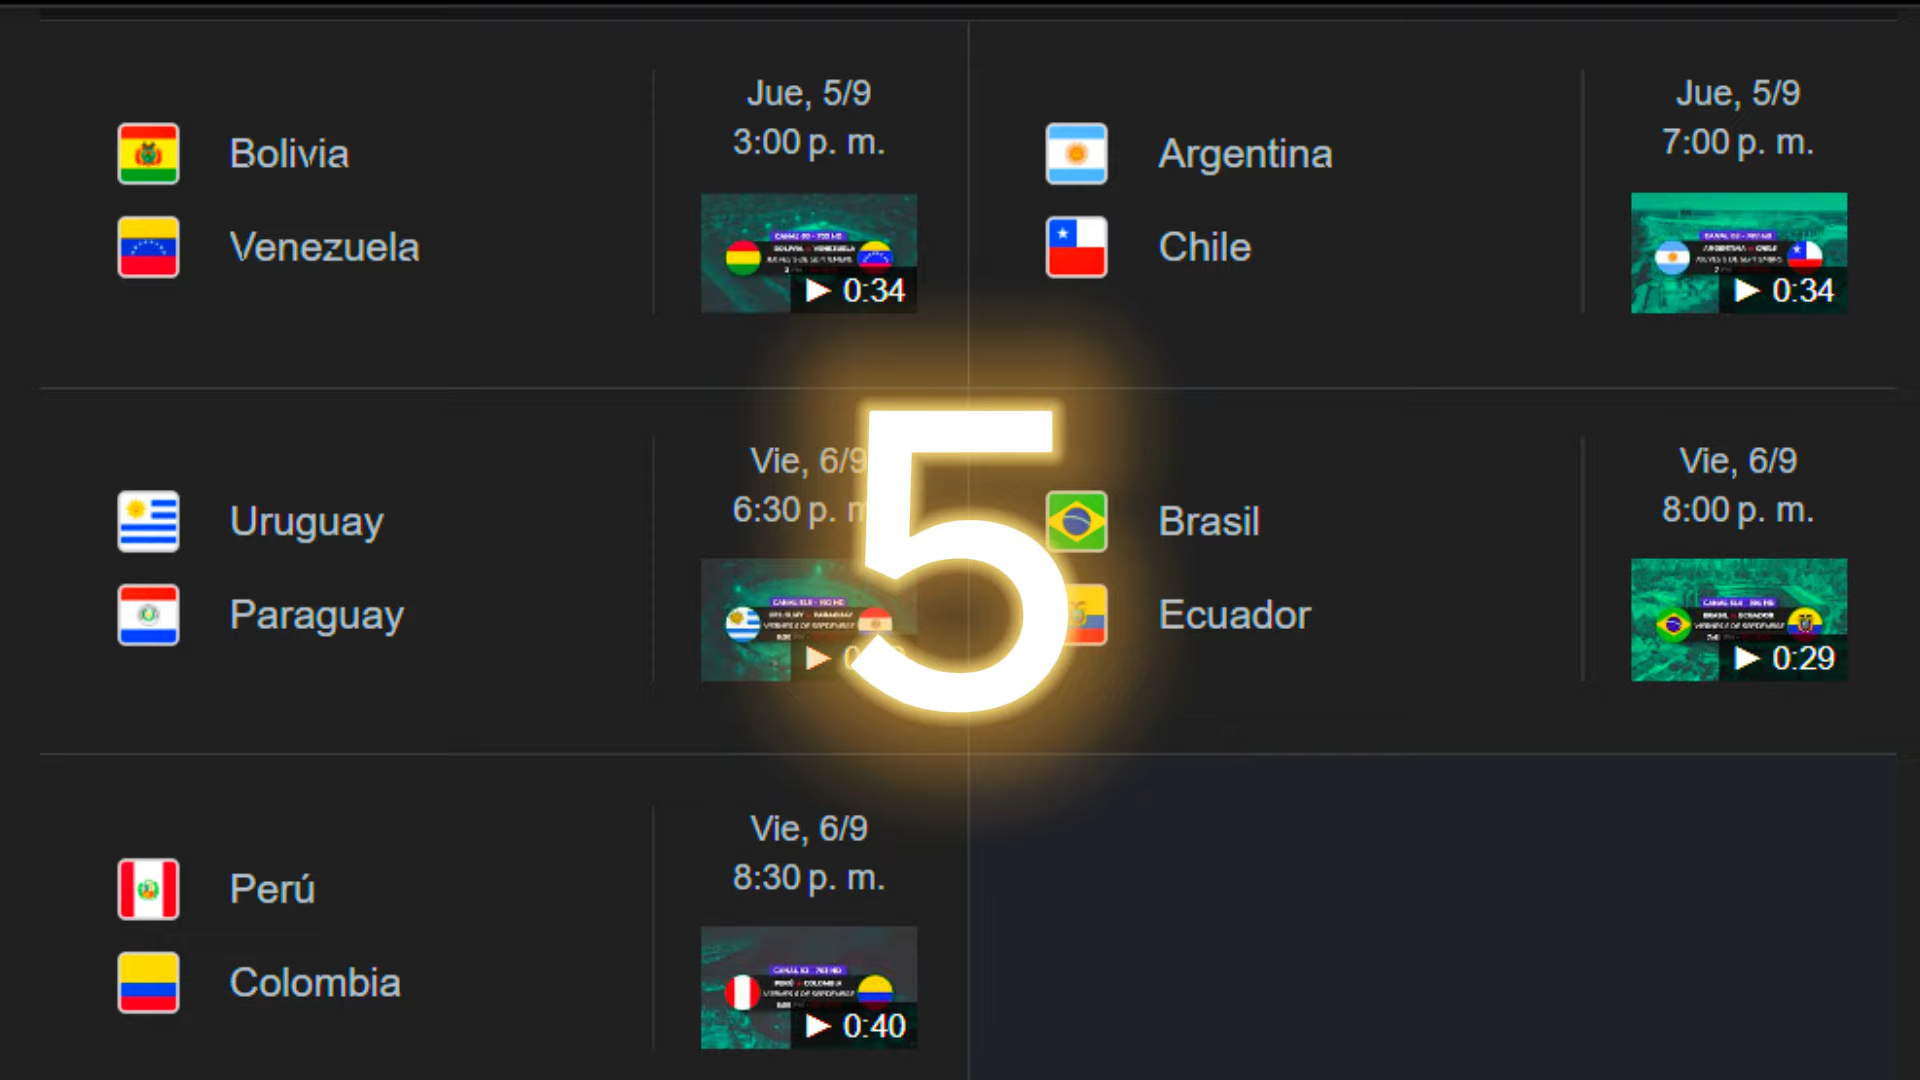 Jue, 5/9
3:00 p. m.
Bolivia
Venezuela
0:34
Jue, 5/9
7:00 p. m.
Argentina
Chile
0:34
Vie, 6/9
6:30 p. m
Uruguay
Paraguay
5
Vie, 6/9
8:00 p. m.
Brasil
Ecuador
0:29
Vie, 6/9
8:30 p. m.
Perú
Colombia
0:40